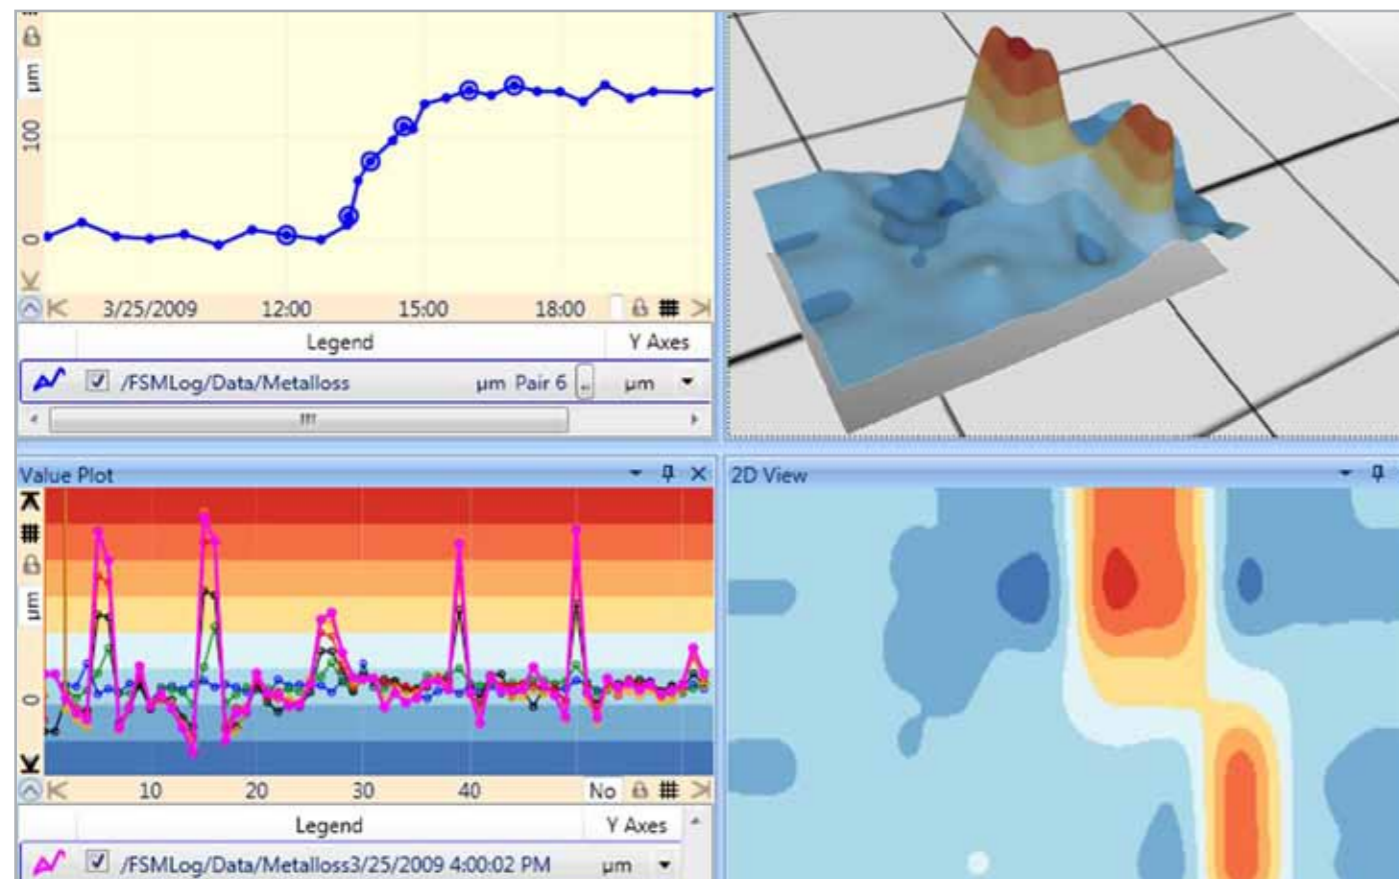 µm
100
0
3/25/2009 12:00 15:00 18:00
Legend Y Axes
/FSMLog/Data/Metalloss µm Pair 6 .. µm
Value Plot
µm
0
10 20 30 40 No
Legend Y Axes
/FSMLog/Data/Metalloss3/25/2009 4:00:02 PM µm
2D View